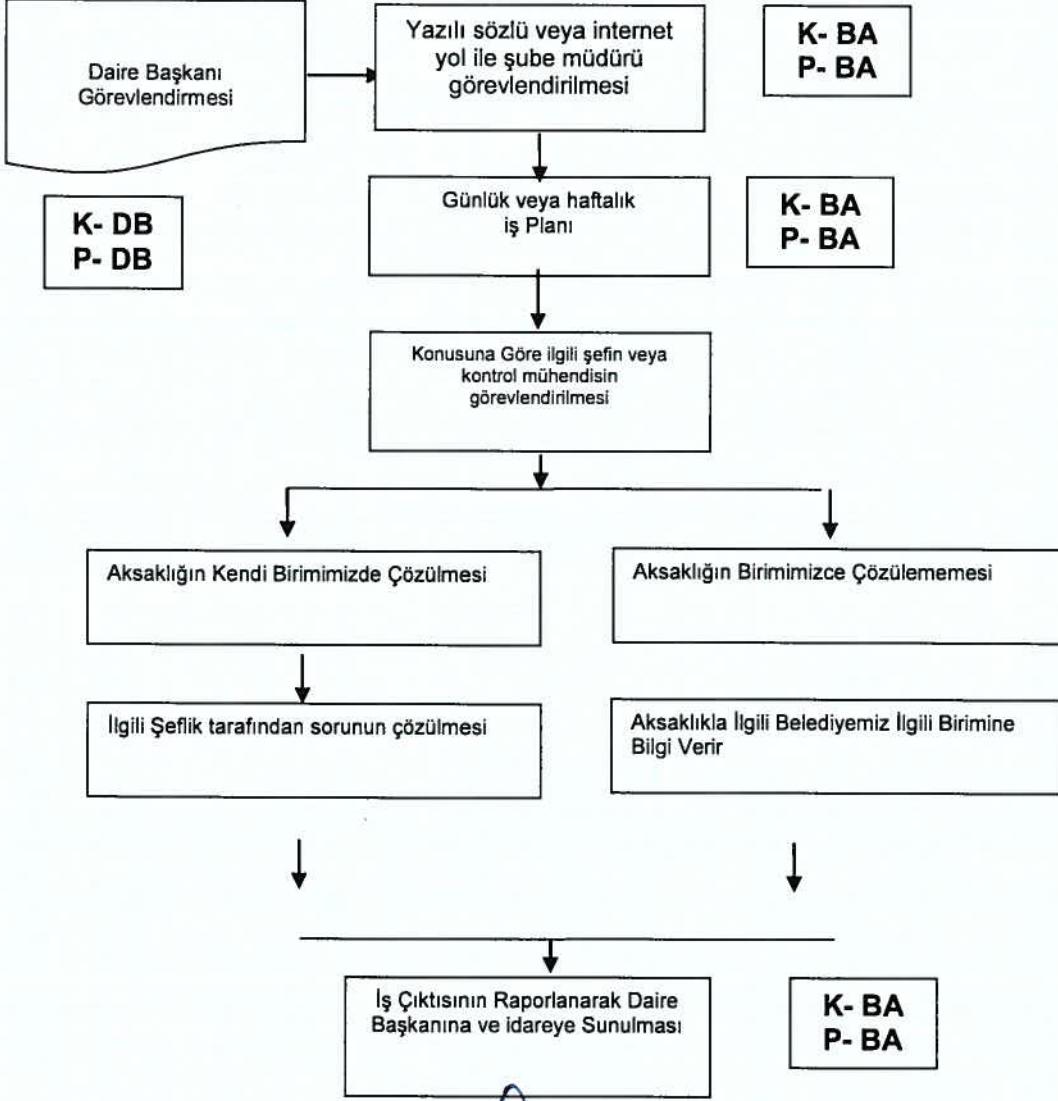 Daire Başkanı
Görevlendirmesi
Yazılı sözlü veya internet
yol ile şube müdürü
görevlendirilmesi
K- BA
P- BA
K- DB
P- DB
Günlük veya haftalık
iş Planı
K- BA
P- BA
Konusuna Göre ilgili şefin veya
kontrol mühendisin
görevlendirilmesi
Aksaklığın Kendi Birimimizde Çözülmesi
Aksaklığın Birimimizce Çözülememesi
İlgili Şeflik tarafından sorunun çözülmesi
Aksaklıkla İlgili Belediyemiz İlgili Birimine
Bilgi Verir
İş Çıktısının Raporlanarak Daire
Başkanına ve idareye Sunulması
K- BA
P- BA